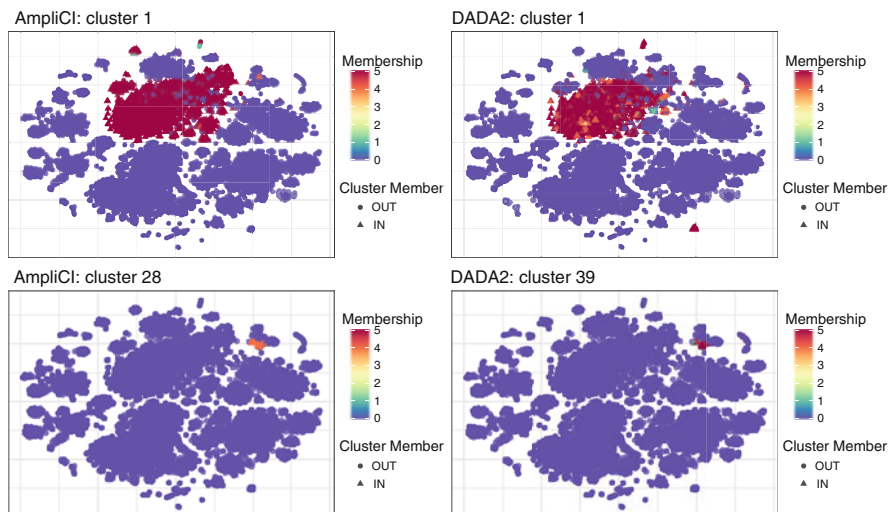 AmpliCI: cluster 1
Membership
5
4
3
2
1
0
Cluster Member
OUT
IN
DADA2: cluster 1
Membership
5
4
3
2
1
0
Cluster Member
OUT
IN
AmpliCI: cluster 28
Membership
5
4
3
2
1
0
Cluster Member
OUT
IN
DADA2: cluster 39
Membership
5
4
3
2
1
0
Cluster Member
OUT
IN